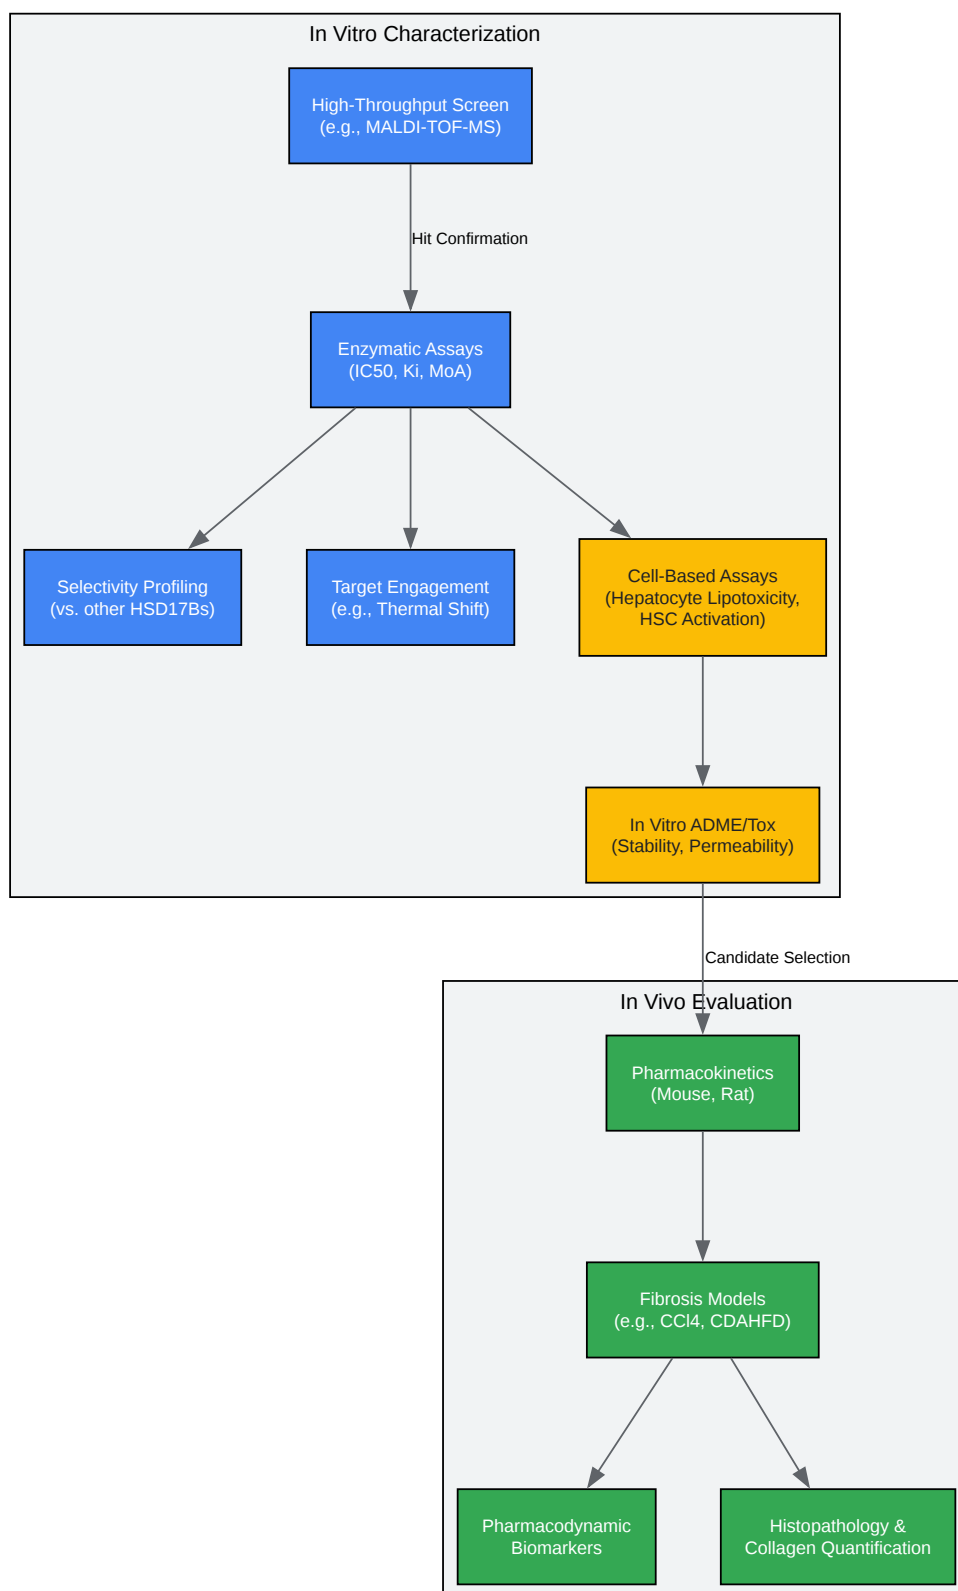 In Vitro Characterization
High-Throughput Screen
(e.g., MALDI-TOF-MS)
Hit Confirmation
Enzymatic Assays
(IC50, Ki, MoA)
Selectivity Profiling
(vs. other HSD17Bs)
Target Engagement
(e.g., Thermal Shift)
Cell-Based Assays
(Hepatocyte Lipotoxicity,
HSC Activation)
In Vitro ADME/Tox
(Stability, Permeability)
Candidate Selection
In Vivo Evaluation
Pharmacokinetics
(Mouse, Rat)
Fibrosis Models
(e.g., CCl4, CDAHFD)
Pharmacodynamic
Biomarkers
Histopathology &
Collagen Quantification